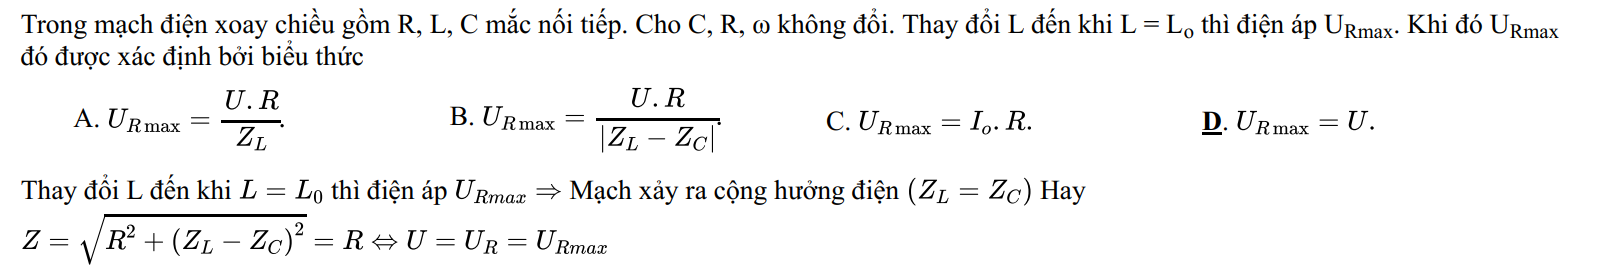 Trong mạch điện xoay chiều gồm R, L, C mắc nối tiếp. Cho C, R, ω không đổi. Thay đổi L đến khi L = Lₒ thì điện áp U_{Rmax}. Khi đó U_{Rmax}
đó được xác định bởi biểu thức
A. $U_{R\max} = \frac{U.R}{Z_L}$. B. $U_{R\max} = \frac{U.R}{|Z_L - Z_C|}$. C. $U_{R\max} = I_o.R.$ D. $U_{R\max} = U.$
Thay đổi L đến khi $L = L_0$ thì điện áp $U_{Rmax} \Rightarrow$ Mạch xảy ra cộng hưởng điện $(Z_L = Z_C)$ Hay
$Z = \sqrt{R^2 + (Z_L - Z_C)^2} = R \Leftrightarrow U = U_R = U_{Rmax}$